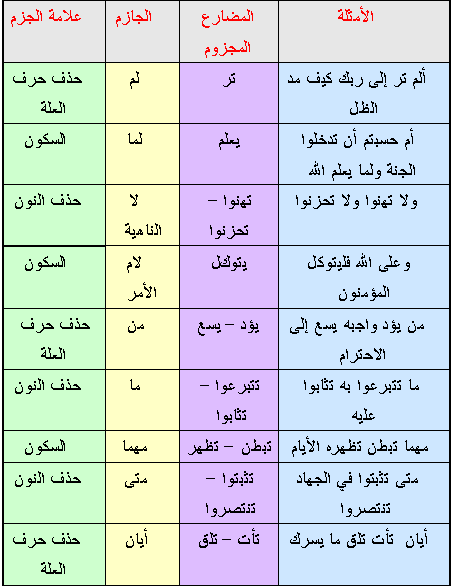 الأمثلة المضارع المجزوم الجازم علامة الجزم
ألم تر إلى ربك كيف مد الظل تر لم حذف حرف العلة
أم حسبتم أن تدخلوا الجنة ولما يعلم الله يعلم لما السكون
ولا تهنوا ولا تحزنوا تهنوا – تحزنوا لا الناهية حذف النون
وعلى الله فليتوكل المؤمنون يتوكل لام الأمر السكون
من يؤد واجبه يسع إلى الاحترام يؤد – يسع من حذف حرف العلة
ما تتبرعوا به تثابوا عليه تتبرعوا – تثابوا ما حذف النون
مهما تبطن تظهره الأيام تبطن – تظهر مهما السكون
متى تثبتوا في الجهاد تنتصروا تثبتوا – تنتصروا متى حذف النون
أيان تأت تلق ما يسرك تأت – تلق أيان حذف حرف العلة